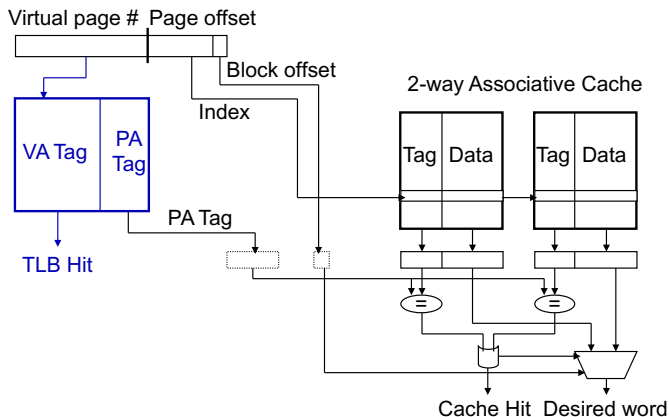 Virtual page # Page offset
Block offset
2-way Associative Cache
Index
VA Tag
PA
Tag
Tag Data
Tag Data
PA Tag
TLB Hit
=
=
Cache Hit
Desired word